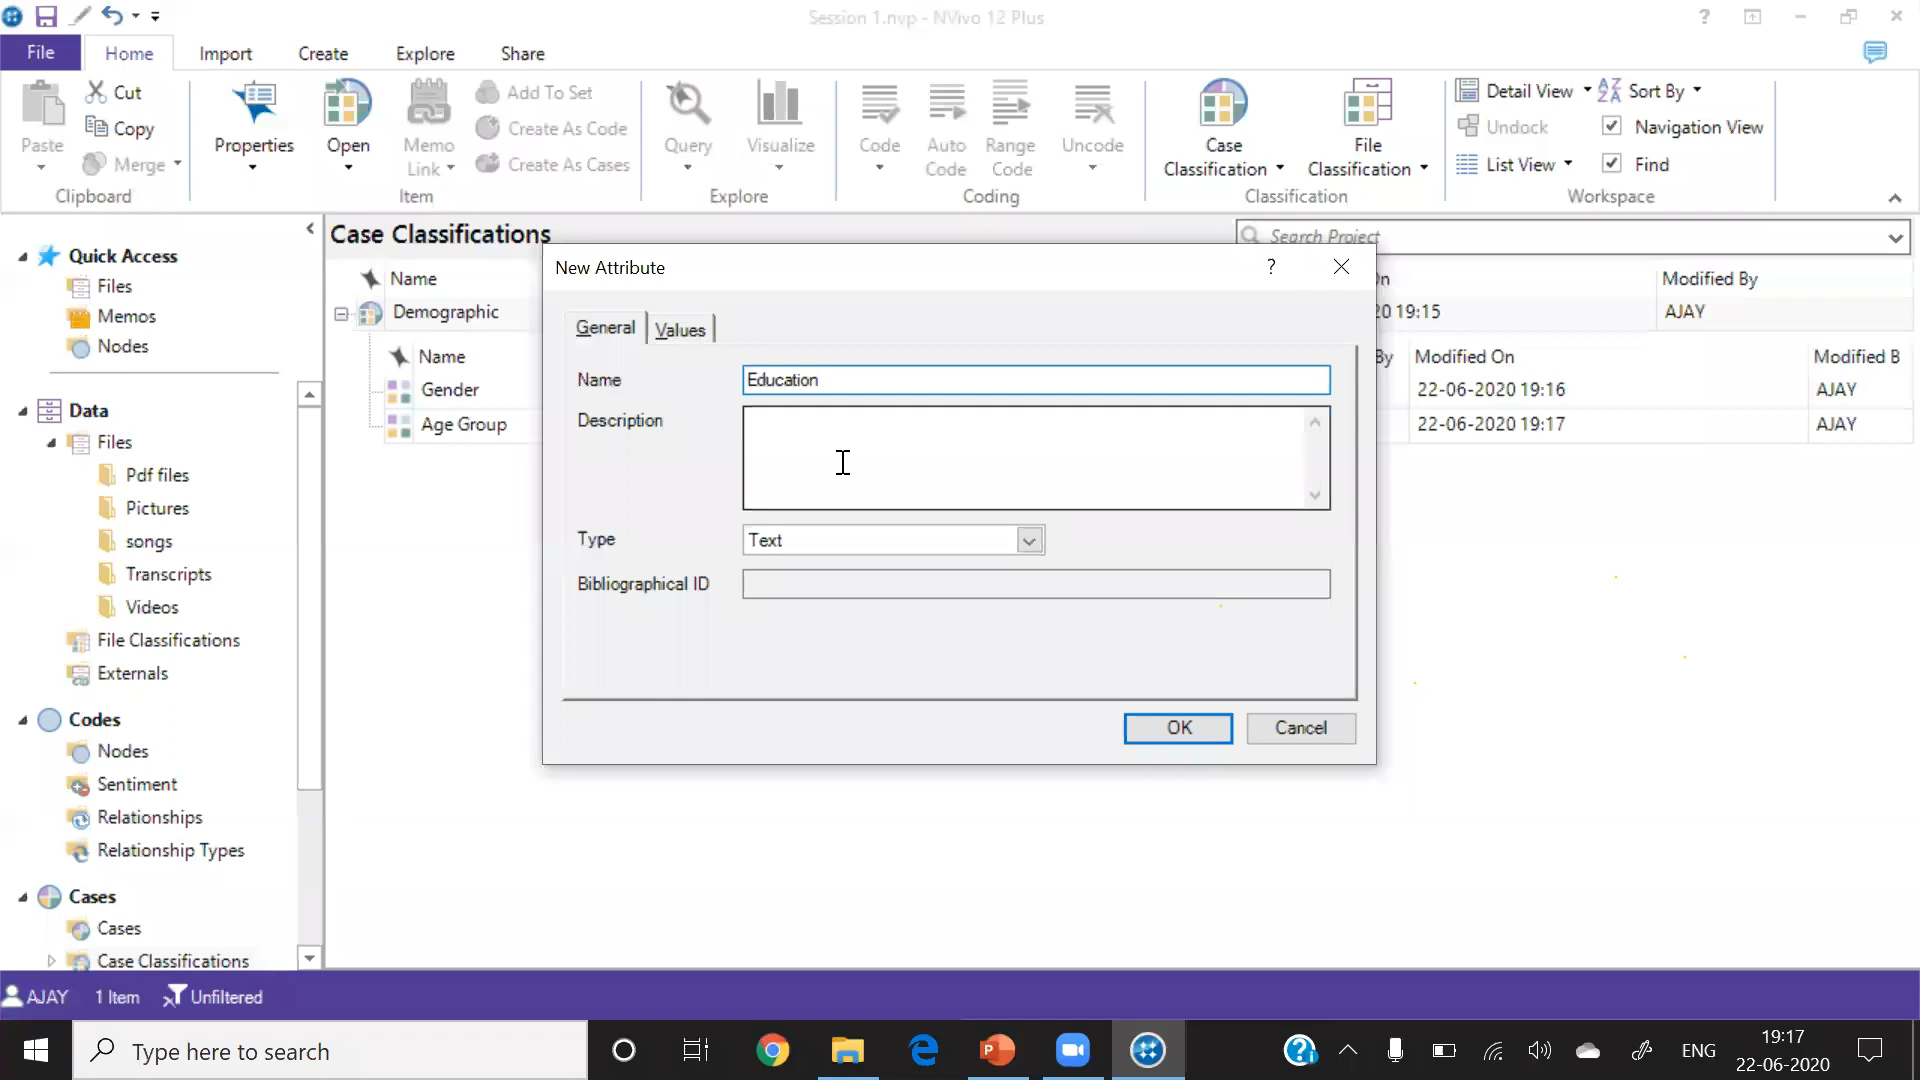 Session 1.nvp - NVivo 12 Plus
File Home Import Create Explore Share
Paste
Cut
Copy
Merge
Clipboard
Properties
Open
Memo Link
Add To Set
Create As Code
Create As Cases
Item
Query
Visualize
Explore
Code
Auto Code
Range Code
Uncode
Coding
Case Classification
File Classification
Classification
Detail View
Sort By
Undock
Navigation View
List View
Find
Workspace
Quick Access
Files
Memos
Nodes
Data
Files
Pdf files
Pictures
songs
Transcripts
Videos
File Classifications
Externals
Codes
Nodes
Sentiment
Relationships
Relationship Types
Cases
Cases
Case Classifications
Case Classifications
Search Project
Name
n
Modified By
Demographic
20 19:15
AJAY
Name
By
Modified On
Modified B
Gender
22-06-2020 19:16
AJAY
Age Group
22-06-2020 19:17
AJAY
New Attribute
?
General
Values
Name
Education
Description
Type
Text
Bibliographical ID
OK
Cancel
AJAY 1 Item Unfiltered
Type here to search
ENG
19:17
22-06-2020